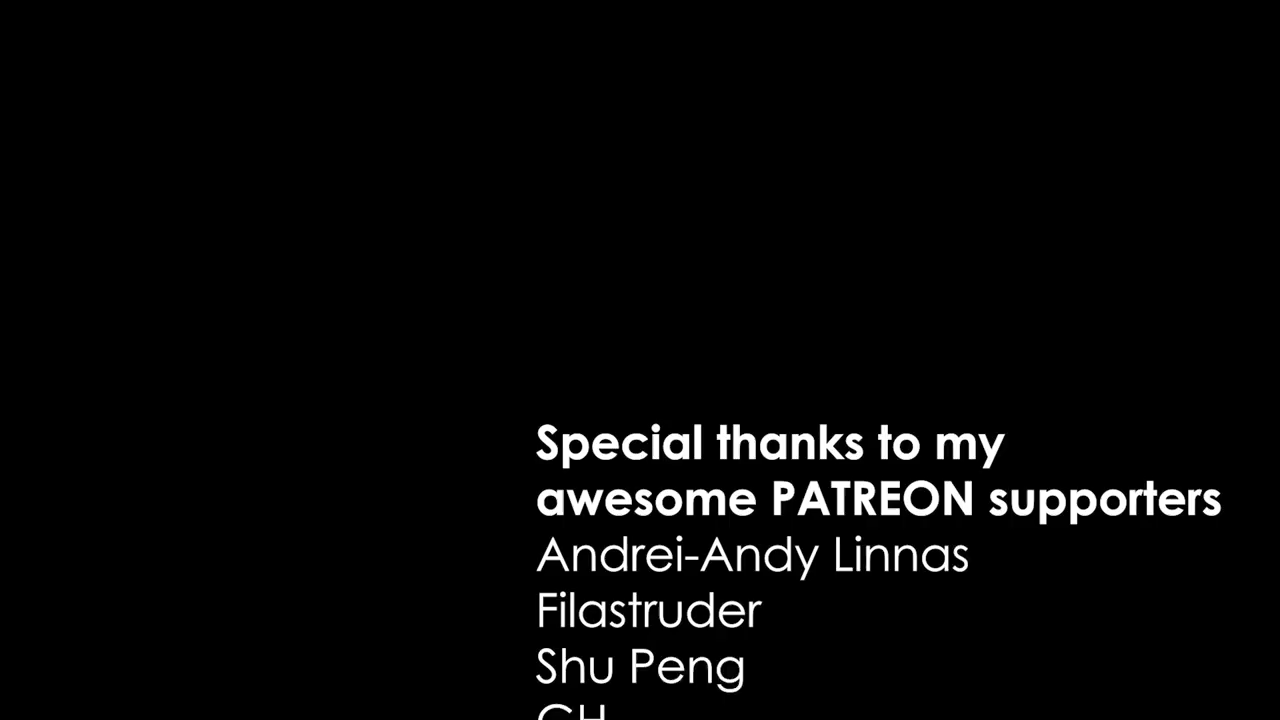 Special thanks to my
awesome PATREON supporters
Andrei-Andy Linnas
Filastruder
Shu Peng